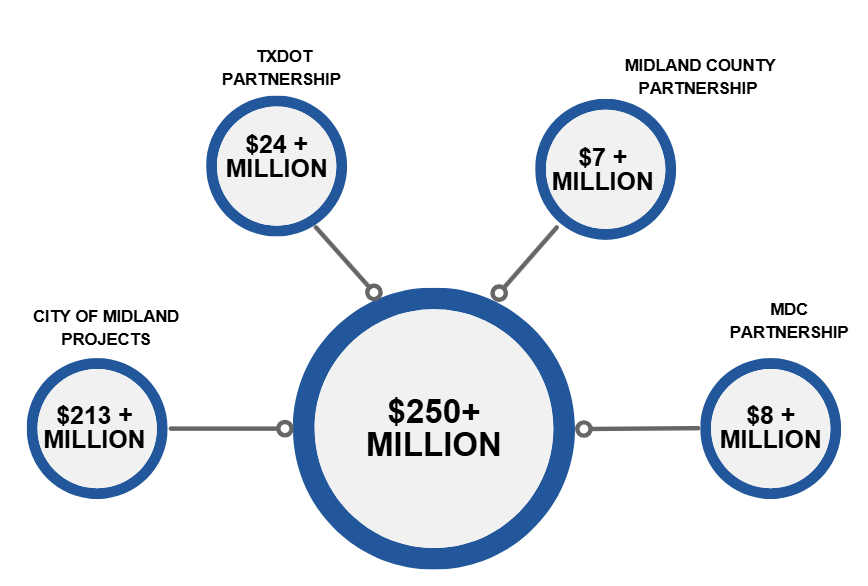 TXDOT
PARTNERSHIP
$24 +
MILLION
MIDLAND COUNTY
PARTNERSHIP
$7 +
MILLION
CITY OF MIDLAND
PROJECTS
$213 +
MILLION
$250+
MILLION
MDC
PARTNERSHIP
$8 +
MILLION